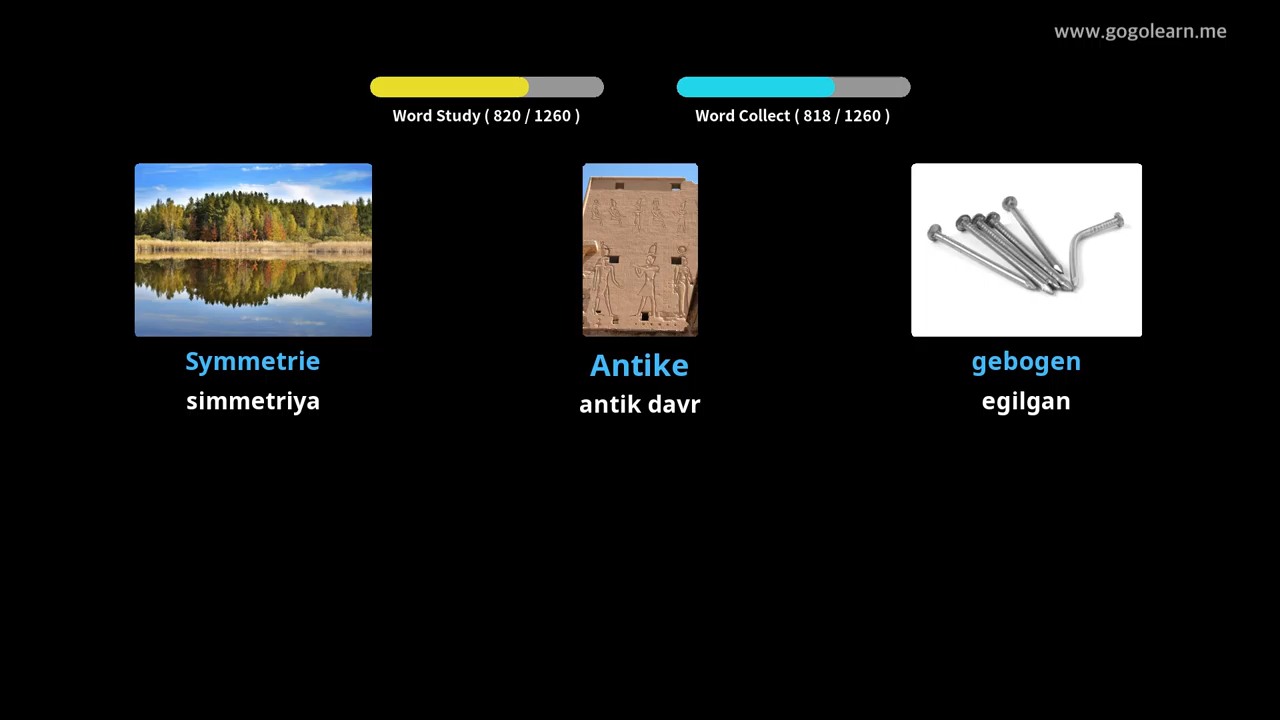 www.gogolearn.me
Word Study ( 820 / 1260 )
Word Collect ( 818 / 1260 )
Symmetrie
simmetriya
Antike
antik davr
gebogen
egilgan